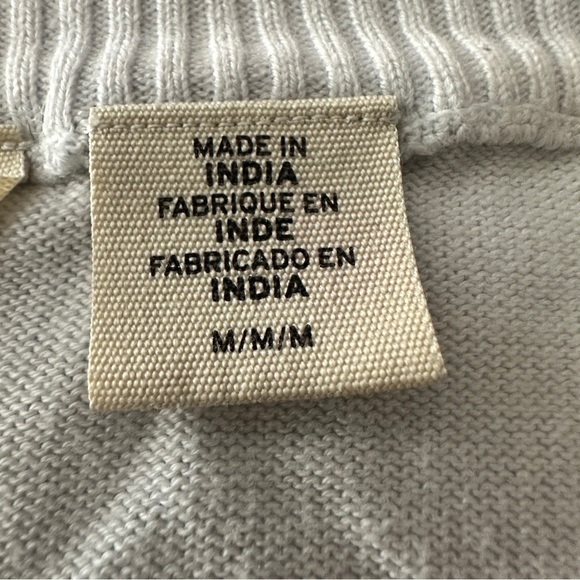 MADE IN
INDIA
FABRIQUE EN
INDE
FABRICADO EN
INDIA
M/M/M